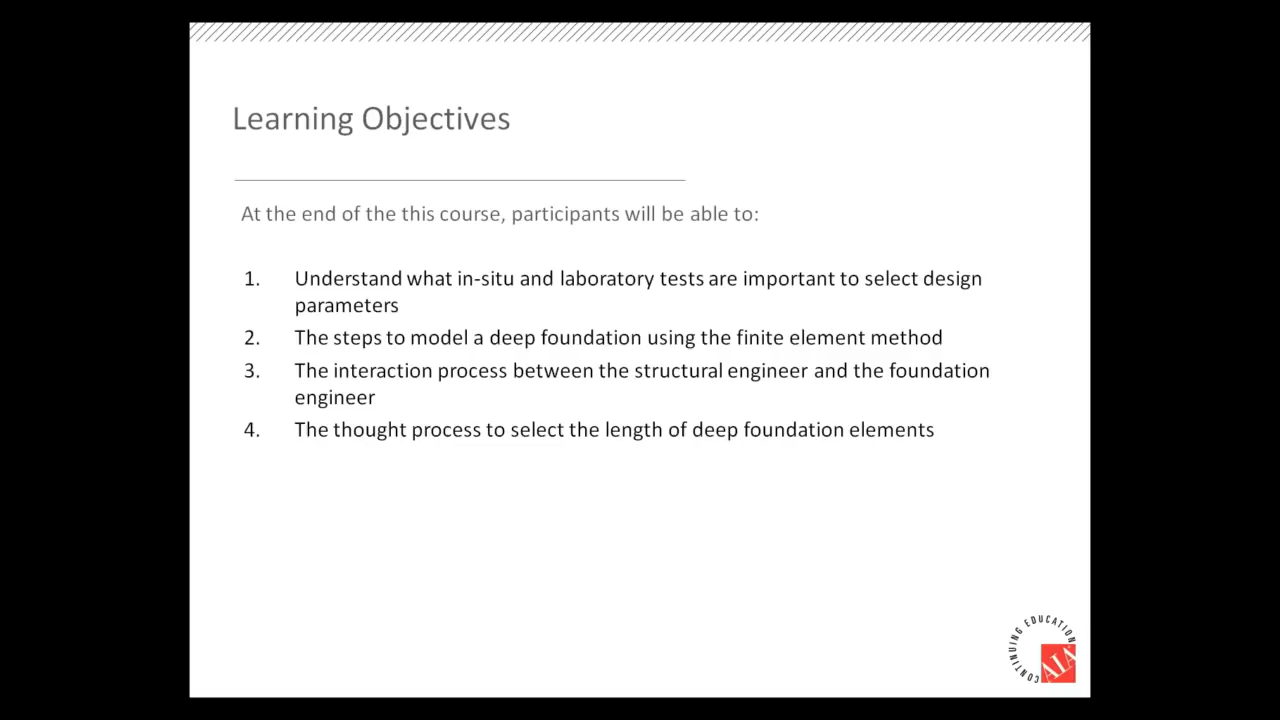 Learning Objectives
At the end of the this course, participants will be able to:
1. Understand what in-situ and laboratory tests are important to select design
parameters
2. The steps to model a deep foundation using the finite element method
3. The interaction process between the structural engineer and the foundation
engineer
4. The thought process to select the length of deep foundation elements
CONTINUING EDUCATION
AIA